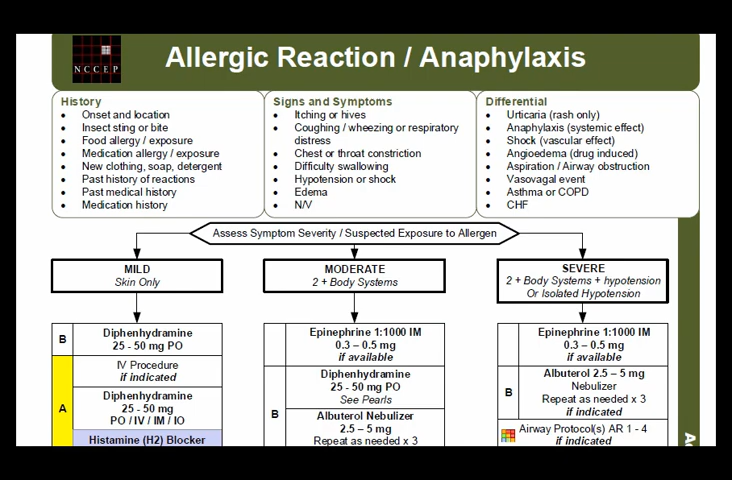 NCCEP
Allergic Reaction / Anaphylaxis
History
• Onset and location
• Insect sting or bite
• Food allergy / exposure
• Medication allergy / exposure
• New clothing, soap, detergent
• Past history of reactions
• Past medical history
• Medication history
Signs and Symptoms
• Itching or hives
• Coughing / wheezing or respiratory
distress
• Chest or throat constriction
• Difficulty swallowing
• Hypotension or shock
• Edema
• N/V
Differential
• Urticaria (rash only)
• Anaphylaxis (systemic effect)
• Shock (vascular effect)
• Angioedema (drug induced)
• Aspiration / Airway obstruction
• Vasovagal event
• Asthma or COPD
• CHF
Assess Symptom Severity / Suspected Exposure to Allergen
MILD
Skin Only
B
Diphenhydramine
25 - 50 mg PO
A
IV Procedure
if indicated
Diphenhydramine
25 - 50 mg
PO / IV / IM / IO
Histamine (H2) Blocker
MODERATE
2 + Body Systems
Epinephrine 1:1000 IM
0.3 – 0.5 mg
if available
B
Diphenhydramine
25 - 50 mg PO
See Pearls
Albuterol Nebulizer
2.5 – 5 mg
Repeat as needed x 3
SEVERE
2 + Body Systems + hypotension
Or Isolated Hypotension
Epinephrine 1:1000 IM
0.3 – 0.5 mg
if available
B
Albuterol 2.5 – 5 mg
Nebulizer
Repeat as needed x 3
if indicated
Airway Protocol(s) AR 1 - 4
if indicated